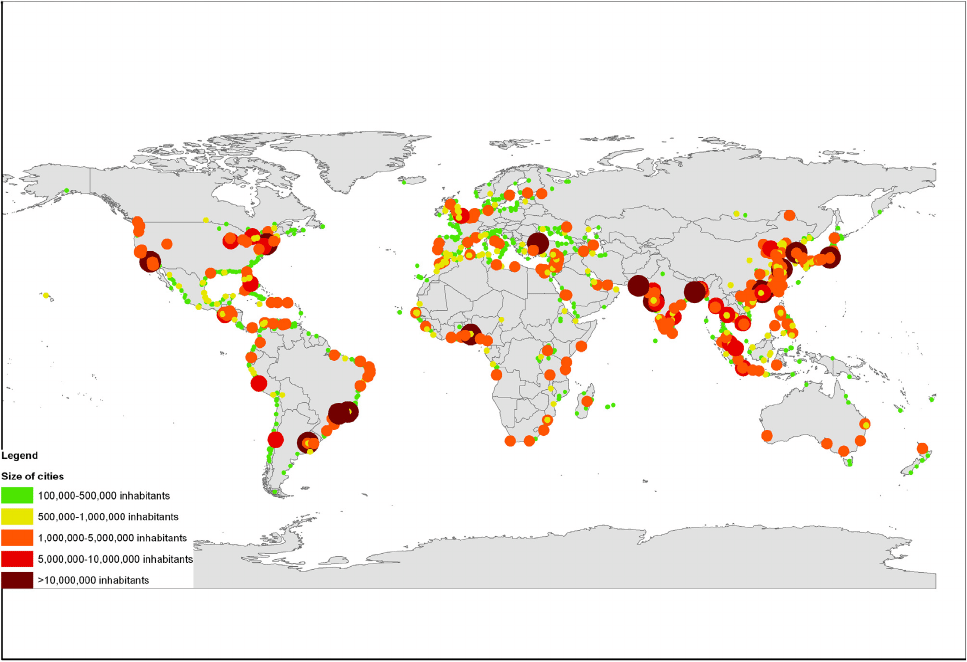 Legend
Size of cities
100,000-500,000 inhabitants
500,000-1,000,000 inhabitants
1,000,000-5,000,000 inhabitants
5,000,000-10,000,000 inhabitants
>10,000,000 inhabitants